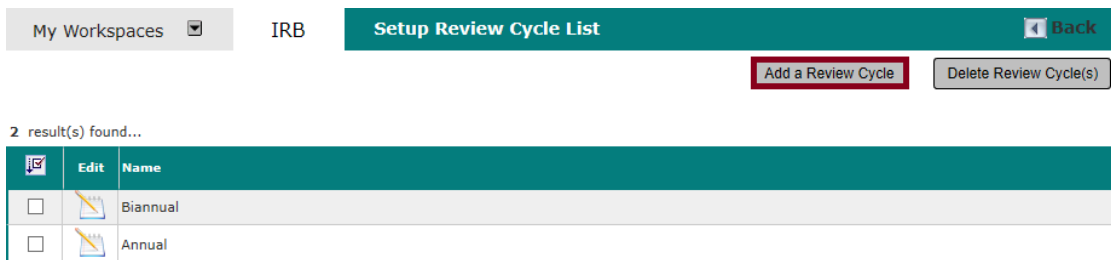 My Workspaces IRB Setup Review Cycle List Back
Add a Review Cycle Delete Review Cycle(s)
2 result(s) found...
Edit Name
Biannual
Annual